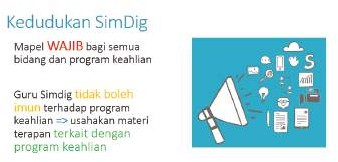 Kedudukan SimDig
Mapel WAJIB bagi semua
bidang dan program keahlian
Guru Simdig tidak boleh
imun terhadap program
keahlian => usahakan materi
terapan terkait dengan
program keahlian